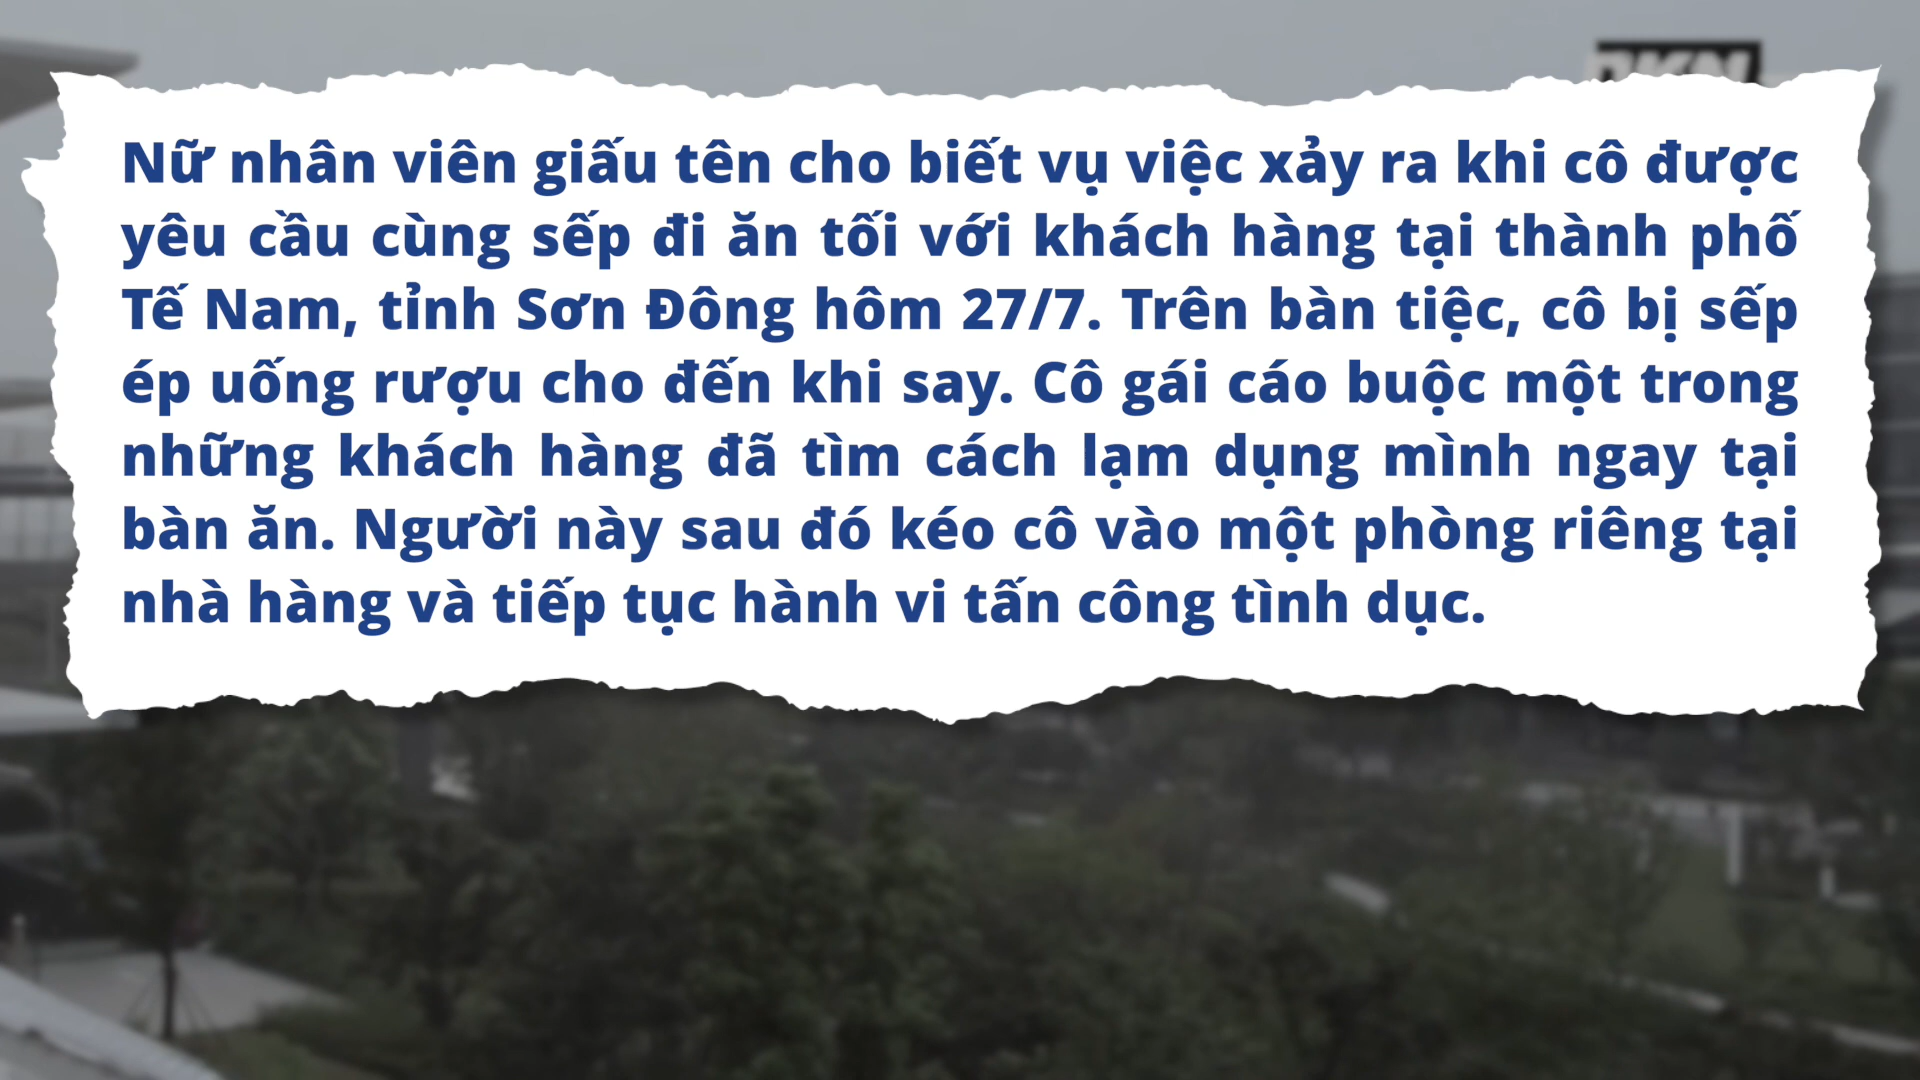 Nữ nhân viên giấu tên cho biết vụ việc xảy ra khi cô được
yêu cầu cùng sếp đi ăn tối với khách hàng tại thành phố
Tế Nam, tỉnh Sơn Đông hôm 27/7. Trên bàn tiệc, cô bị sếp
ép uống rượu cho đến khi say. Cô gái cáo buộc một trong
những khách hàng đã tìm cách lạm dụng mình ngay tại
bàn ăn. Người này sau đó kéo cô vào một phòng riêng tại
nhà hàng và tiếp tục hành vi tấn công tình dục.